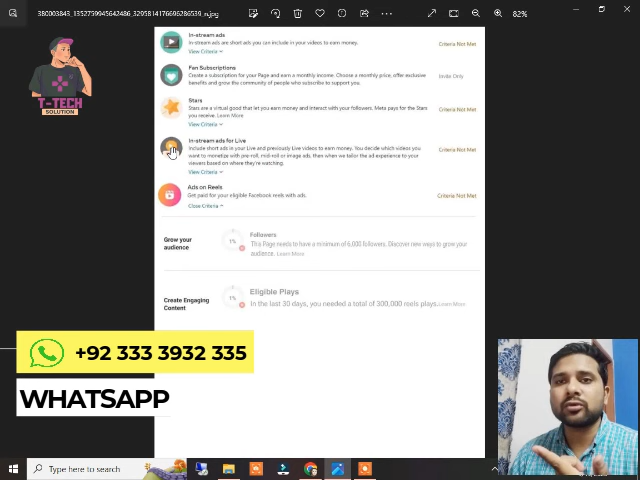 380003843_1352759945642486_3295814176696286539_n.jpg
82%
T-TECH
SOLUTION
In-stream ads
In-stream ads are short ads you can include in your videos to earn money.
View Criteria
Criteria Not Met
Fan Subscriptions
Create a subscription for your Page and earn a monthly income. Choose a monthly price, offer exclusive
benefits and grow the community of people who subscribe to support you.
Invite Only
Stars
Stars are a virtual good that let you earn money and interact with your followers. Meta pays for the Stars
you receive. Learn More
View Criteria
Criteria Not Met
In-stream ads for Live
Include short ads in your Live and previously Live videos to earn money. You decide which videos you
want to monetize with pre-roll, mid-roll or image ads, then when we tailor the ad experience to your
viewers based on where they're watching.
View Criteria
Criteria Not Met
Ads on Reels
Get paid for your eligible Facebook reels with ads.
Close Criteria
Criteria Not Met
Grow your
audience
1%
Followers
This Page needs to have a minimum of 6,000 followers. Discover new ways to grow your
audience. Learn More
Create Engaging
Content
1%
Eligible Plays
In the last 30 days, you needed a total of 300,000 reels plays. Learn More
+92 333 3932 335
WHATSAPP
Type here to search